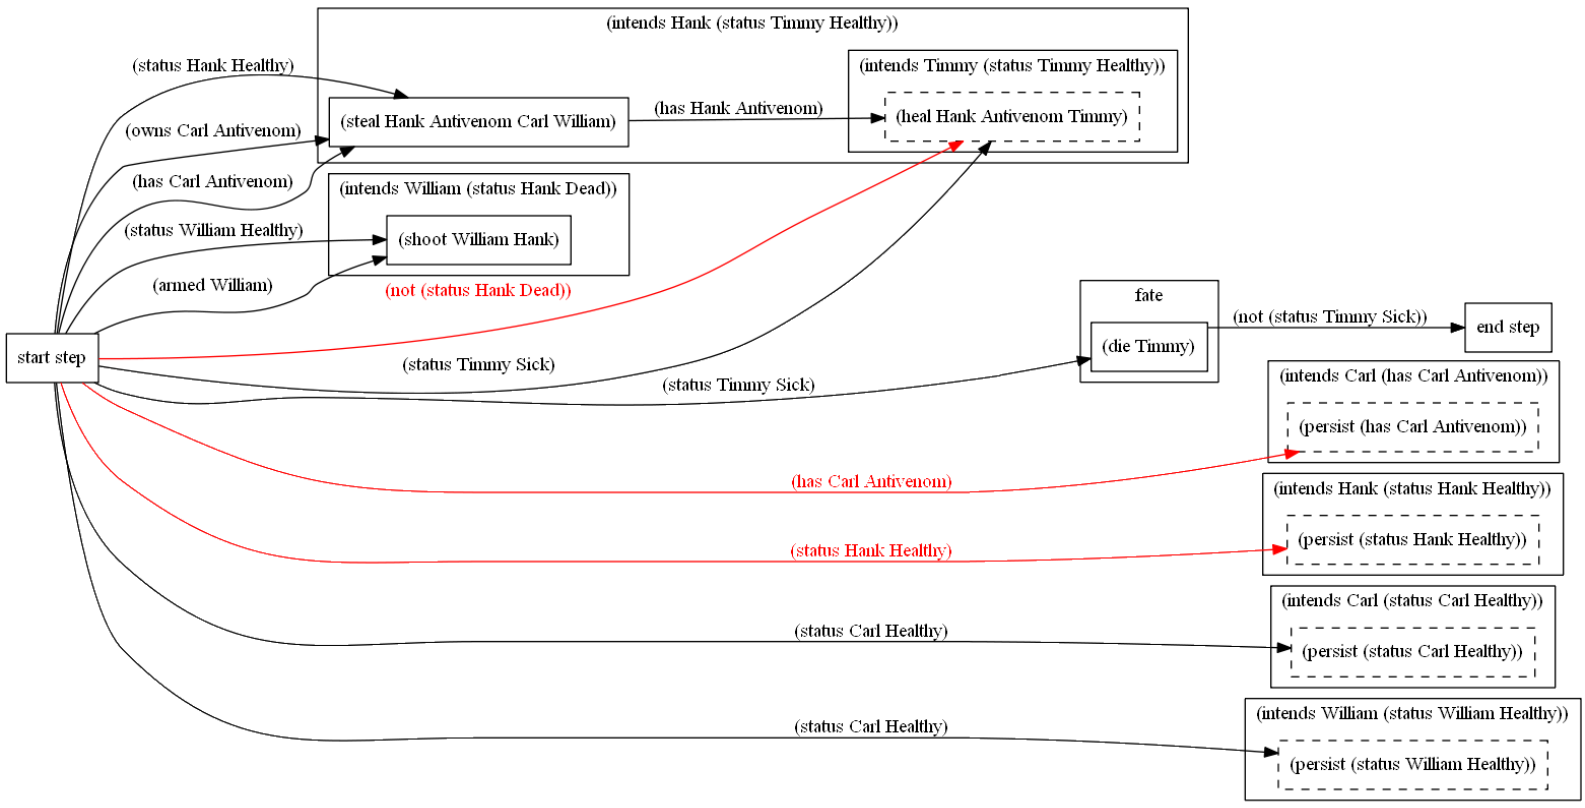 (intends Hank (status Timmy Healthy))
(status Hank Healthy)
(intends Timmy (status Timmy Healthy))
(owns Carl Antivenom)
(steal Hank Antivenom Carl William)
(has Hank Antivenom)
(heal Hank Antivenom Timmy)
(has Carl Antivenom)
(intends William (status Hank Dead))
(status William Healthy)
(shoot William Hank)
(armed William)
(not (status Hank Dead))
start step
(status Timmy Sick)
(status Timmy Sick)
fate
(die Timmy)
(not (status Timmy Sick))
end step
(intends Carl (has Carl Antivenom))
(persist (has Carl Antivenom))
(has Carl Antivenom)
(intends Hank (status Hank Healthy))
(persist (status Hank Healthy))
(status Hank Healthy)
(intends Carl (status Carl Healthy))
(status Carl Healthy)
(persist (status Carl Healthy))
(intends William (status William Healthy))
(status Carl Healthy)
(persist (status William Healthy))